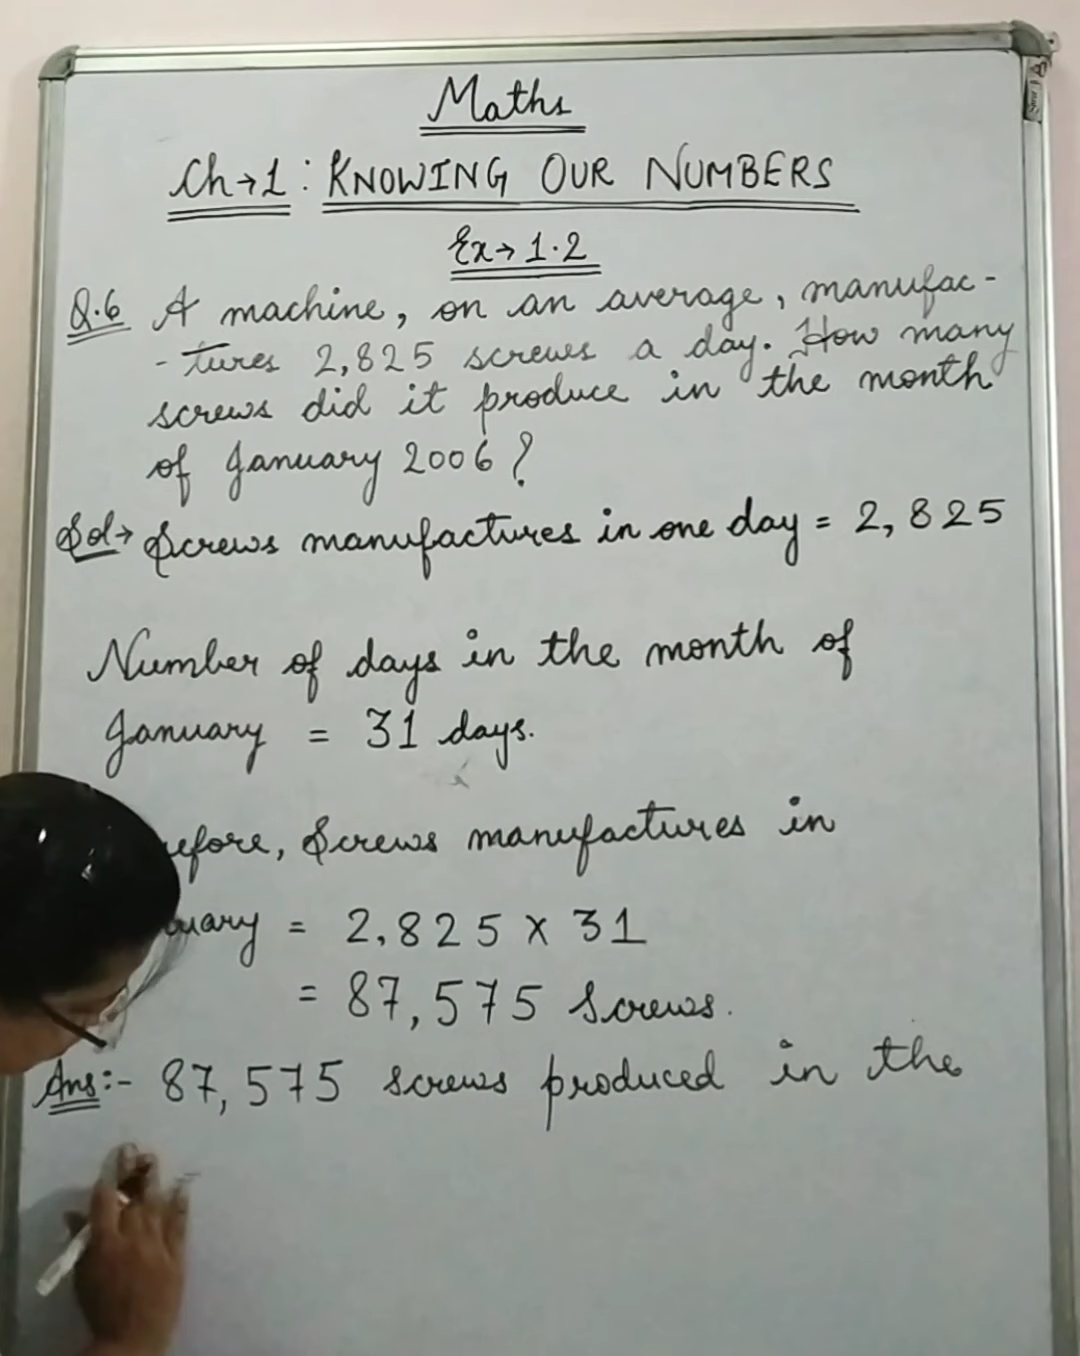 Maths
Ch→1 : KNOWING OUR NUMBERS
Ex→ 1.2
Q.6 A machine, on an average, manufac-
-tures 2,825 screws a day. How many
screws did it produce in the month
of January 2006?
Sol→ Screws manufactures in one day = 2,825
Number of days in the month of
January = 31 days.
efore, Screws manufactures in
uary = 2,825 x 31
= 87,575 Screws.
Ans:- 87,575 screws produced in the